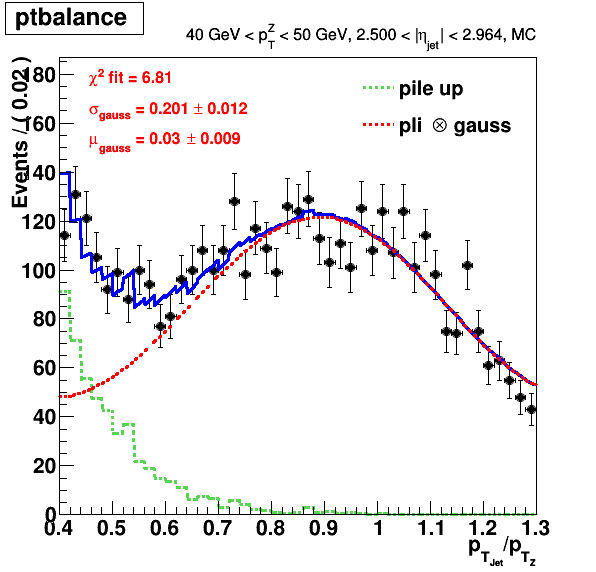 ptbalance
40 GeV < p_T^Z < 50 GeV, 2.500 < |η_jet| < 2.964, MC
Events / ( 0.02 )
χ² fit = 6.81
σ_gauss = 0.201 ± 0.012
μ_gauss = 0.03 ± 0.009
pile up
pli ⊗ gauss
180
160
140
120
100
80
60
40
20
0
0.4 0.5 0.6 0.7 0.8 0.9 1 1.1 1.2 1.3
p_T_Jet/p_T_Z